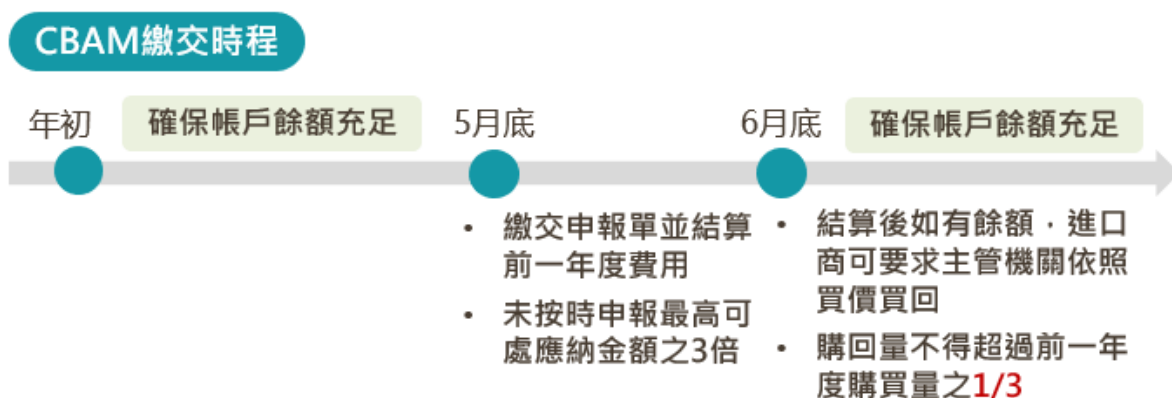 CBAM繳交時程
年初
確保帳戶餘額充足
5月底
6月底
確保帳戶餘額充足
• 繳交申報單並結算
前一年度費用
• 未按時申報最高可
處應納金額之3倍
• 結算後如有餘額，進口
商可要求主管機關依照
買價買回
• 購回量不得超過前一年
度購買量之1/3